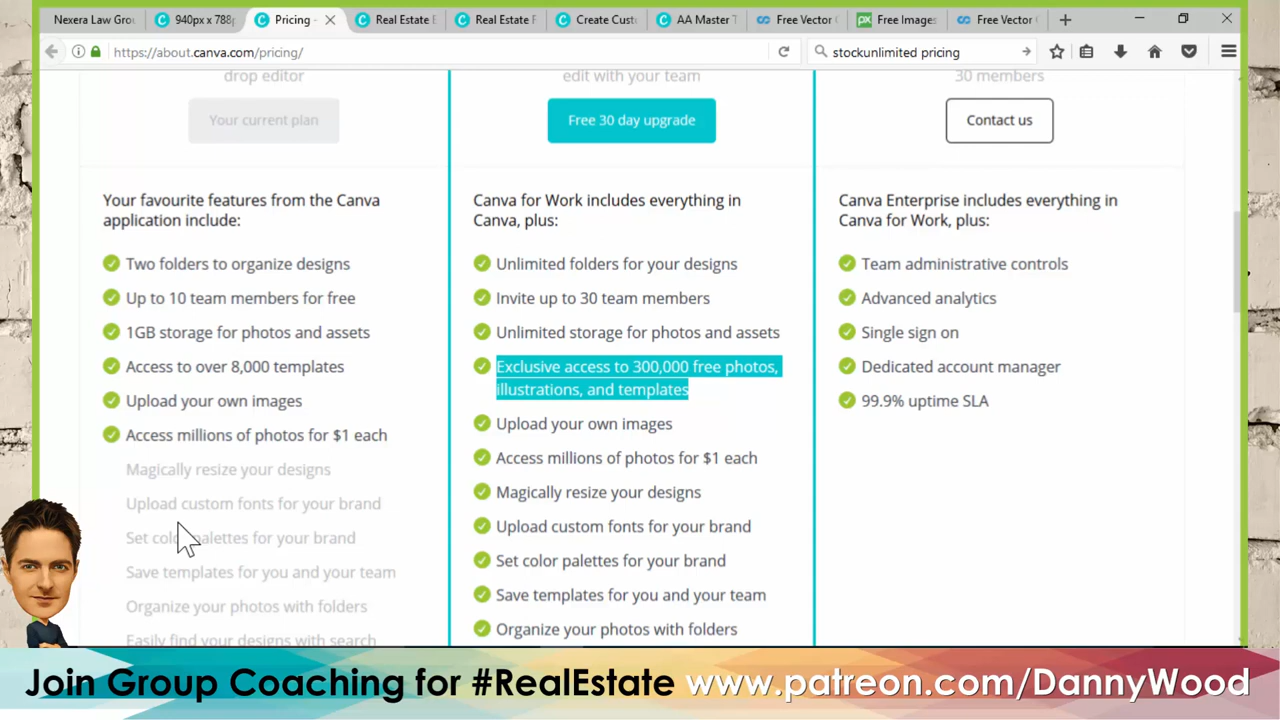 Nexera Law Grou
940px x 788p
Pricing -
Real Estate E
Real Estate F
Create Custo
AA Master T
Free Vector
Free Images
Free Vector
https://about.canva.com/pricing/
stockunlimited pricing
drop editor
edit with your team
30 members
Your current plan
Free 30 day upgrade
Contact us
Your favourite features from the Canva
application include:
Two folders to organize designs
Up to 10 team members for free
1GB storage for photos and assets
Access to over 8,000 templates
Upload your own images
Access millions of photos for $1 each
Magically resize your designs
Upload custom fonts for your brand
Set color palettes for your brand
Save templates for you and your team
Organize your photos with folders
Easily find your designs with search
Canva for Work includes everything in
Canva, plus:
Unlimited folders for your designs
Invite up to 30 team members
Unlimited storage for photos and assets
Exclusive access to 300,000 free photos,
illustrations, and templates
Upload your own images
Access millions of photos for $1 each
Magically resize your designs
Upload custom fonts for your brand
Set color palettes for your brand
Save templates for you and your team
Organize your photos with folders
Canva Enterprise includes everything in
Canva for Work, plus:
Team administrative controls
Advanced analytics
Single sign on
Dedicated account manager
99.9% uptime SLA
Join Group Coaching for #RealEstate www.patreon.com/DannyWood